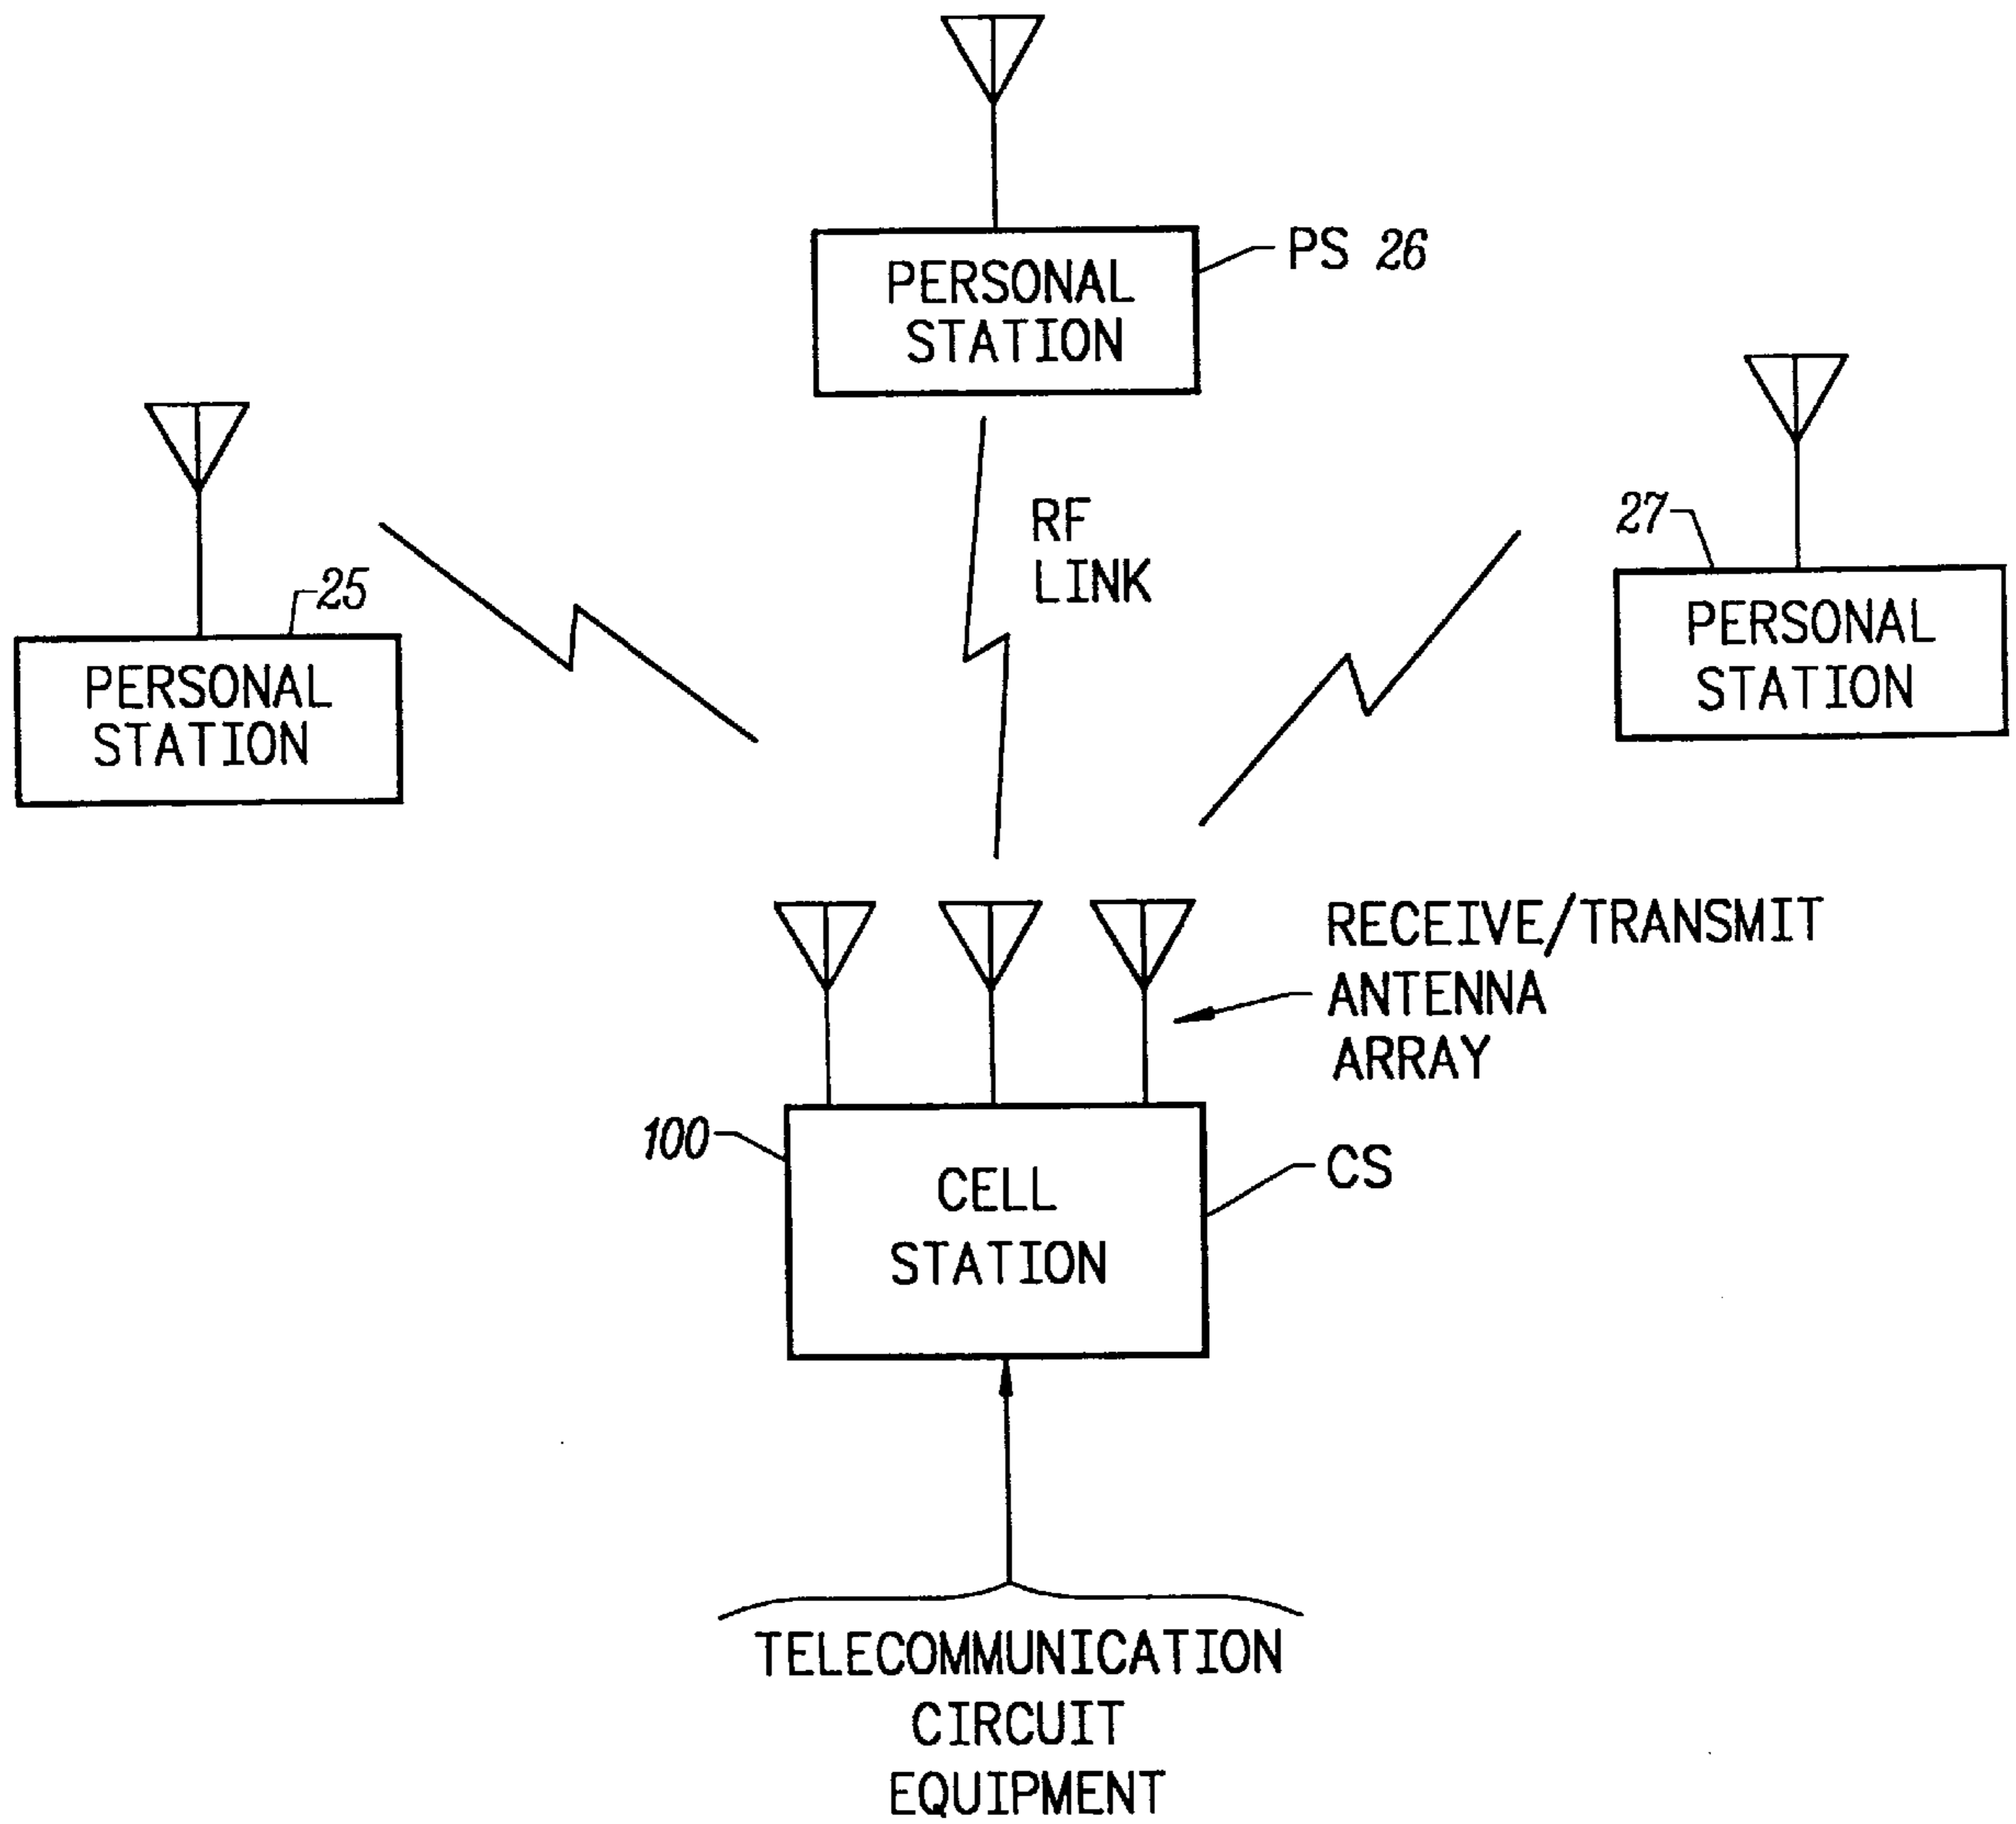 PS 26
PERSONAL
STATION
RF
LINK
25
PERSONAL
STATION
27
PERSONAL
STATION
RECEIVE/TRANSMIT
ANTENNA
ARRAY
100
CELL
STATION
CS
TELECOMMUNICATION
CIRCUIT
EQUIPMENT